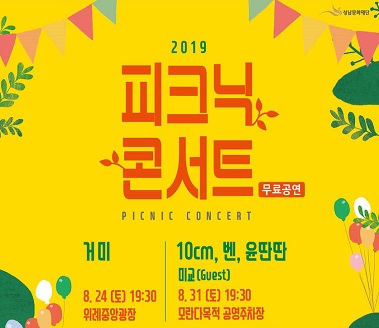 성남문화재단
2019
피크닉
콘서트
무료공연
PICNIC CONCERT
거미
8. 24 (토) 19:30
위례중앙광장
10cm, 벤, 윤딴딴
미교(Guest)
8. 31 (토) 19:30
모란다목적 공영주차장